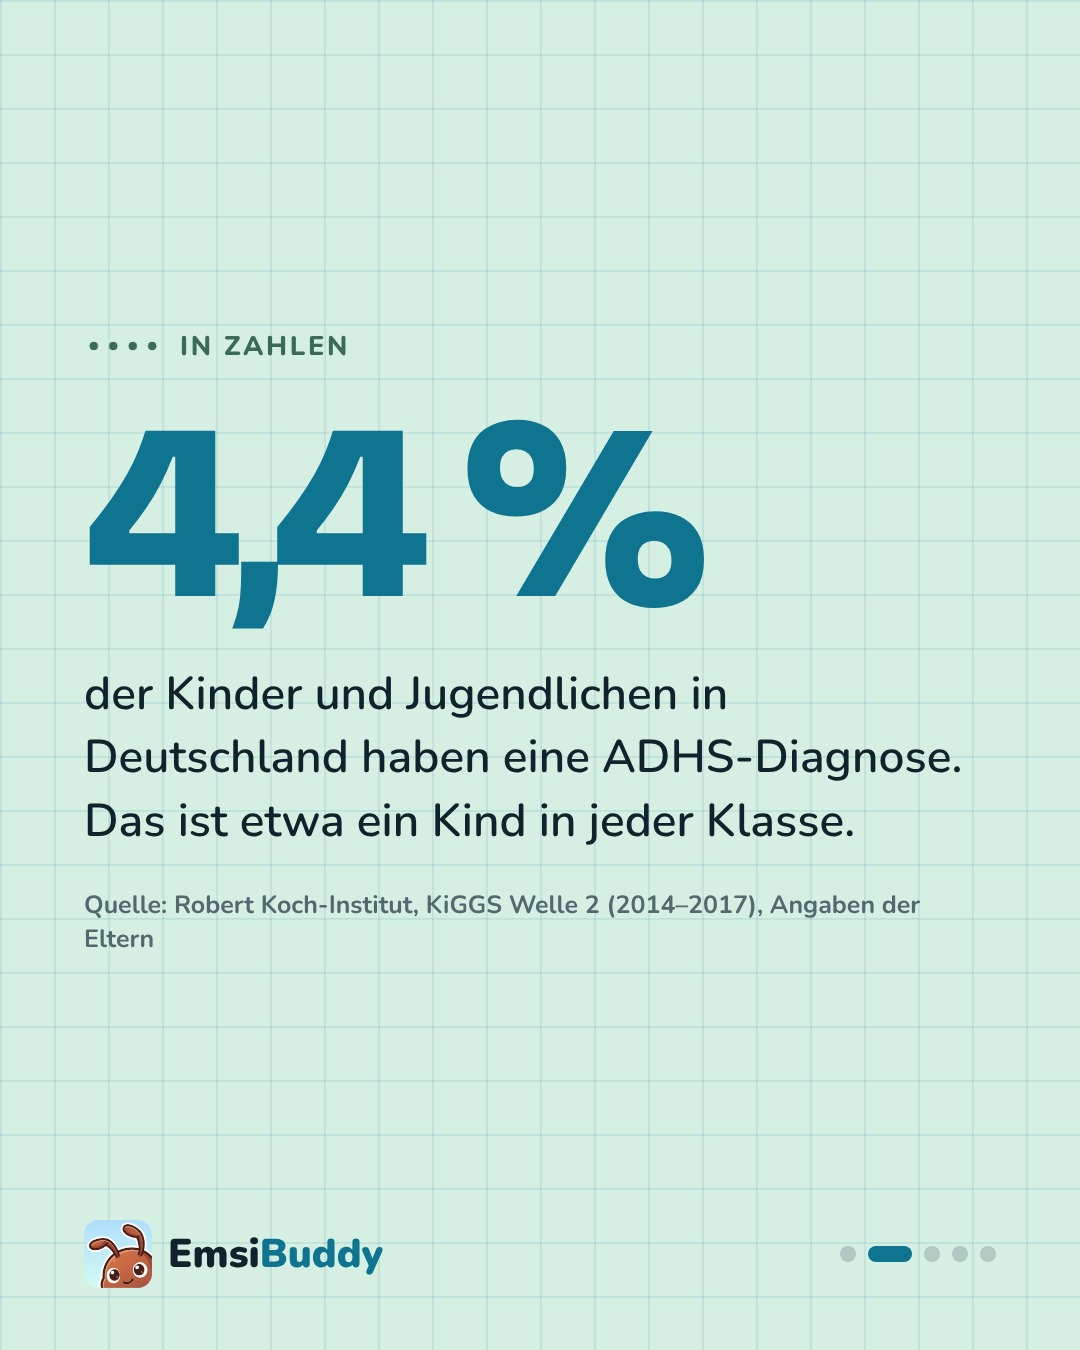 IN ZAHLEN
4,4 %
der Kinder und Jugendlichen in
Deutschland haben eine ADHS-Diagnose.
Das ist etwa ein Kind in jeder Klasse.
Quelle: Robert Koch-Institut, KiGGS Welle 2 (2014–2017), Angaben der
Eltern
EmsiBuddy